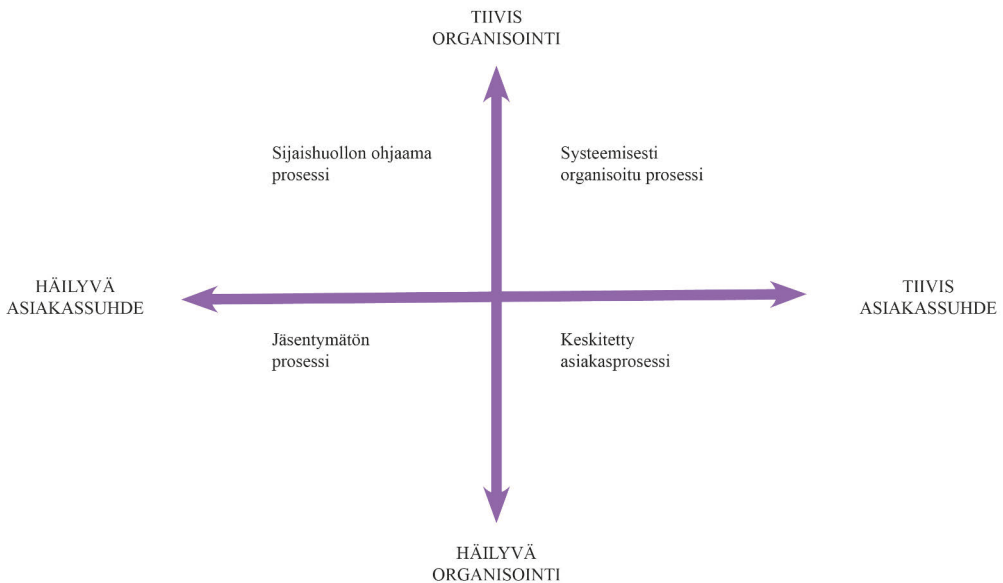 TIIVIS
ORGANISOINTI
Sijaishuollon ohjaama
prosessi
Systeemisesti
organisoitu prosessi
HÄILYVÄ
ASIAKASSUHDE
TIIVIS
ASIAKASSUHDE
Jäsentymätön
prosessi
Keskitetty
asiakasprosessi
HÄILYVÄ
ORGANISOINTI